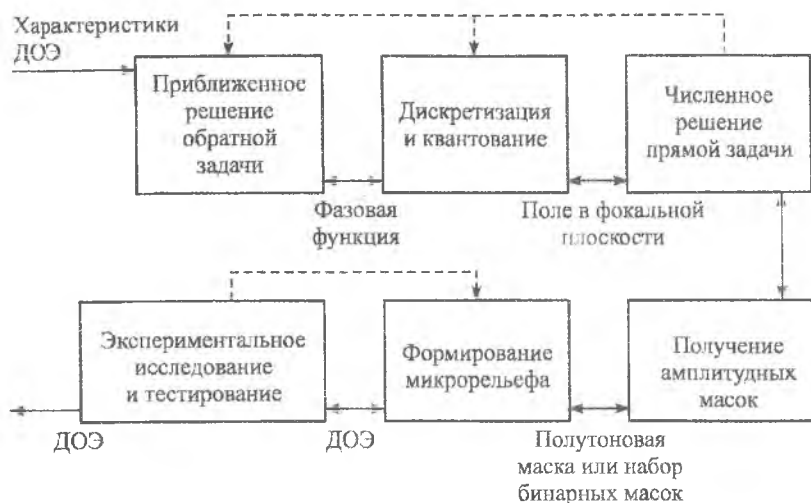 Характеристики
ДОЭ
Приближенное
решение
обратной
задачи
Дискретизация
и квантование
Численное
решение
прямой задачи
Фазовая
функция
Поле в фокальной
плоскости
Экспериментальное
исследование
и тестирование
Формирование
микрорельефа
Получение
амплитудных
масок
ДОЭ
ДОЭ
Полутоновая
маска или набор
бинарных масок